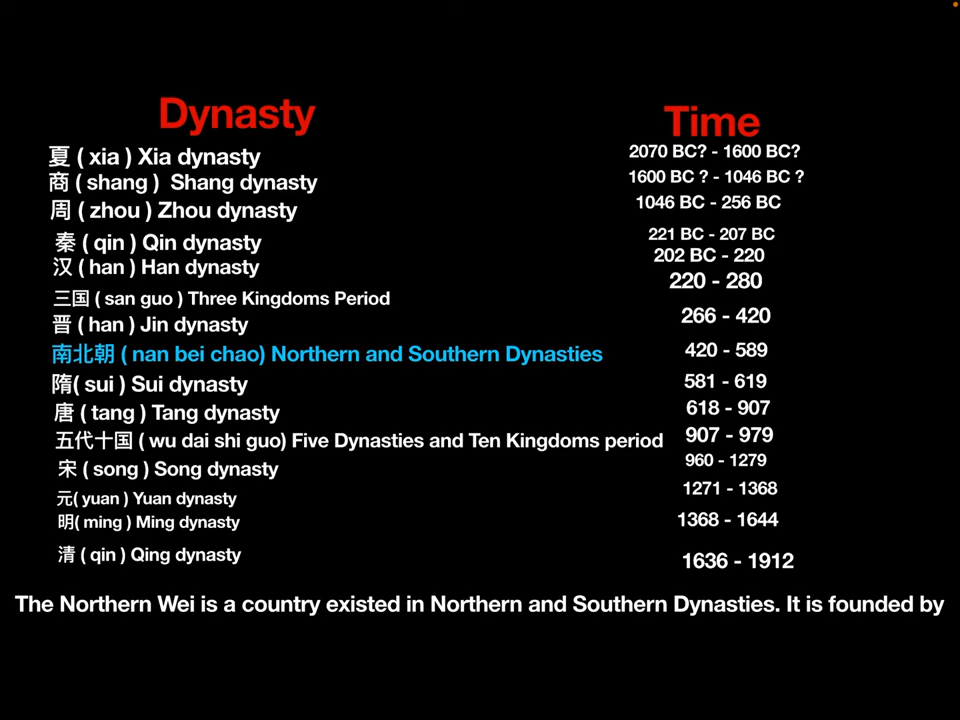 Dynasty Time
夏 ( xia ) Xia dynasty 2070 BC? - 1600 BC?
商 ( shang ) Shang dynasty 1600 BC ? - 1046 BC ?
周 ( zhou ) Zhou dynasty 1046 BC - 256 BC
秦 ( qin ) Qin dynasty 221 BC - 207 BC
汉 ( han ) Han dynasty 202 BC - 220
三国 ( san guo ) Three Kingdoms Period 220 - 280
晋 ( han ) Jin dynasty 266 - 420
南北朝 ( nan bei chao) Northern and Southern Dynasties 420 - 589
隋( sui ) Sui dynasty 581 - 619
唐 ( tang ) Tang dynasty 618 - 907
五代十国 ( wu dai shi guo) Five Dynasties and Ten Kingdoms period 907 - 979
宋 ( song ) Song dynasty 960 - 1279
元( yuan ) Yuan dynasty 1271 - 1368
明( ming ) Ming dynasty 1368 - 1644
清 ( qin ) Qing dynasty 1636 - 1912
The Northern Wei is a country existed in Northern and Southern Dynasties. It is founded by